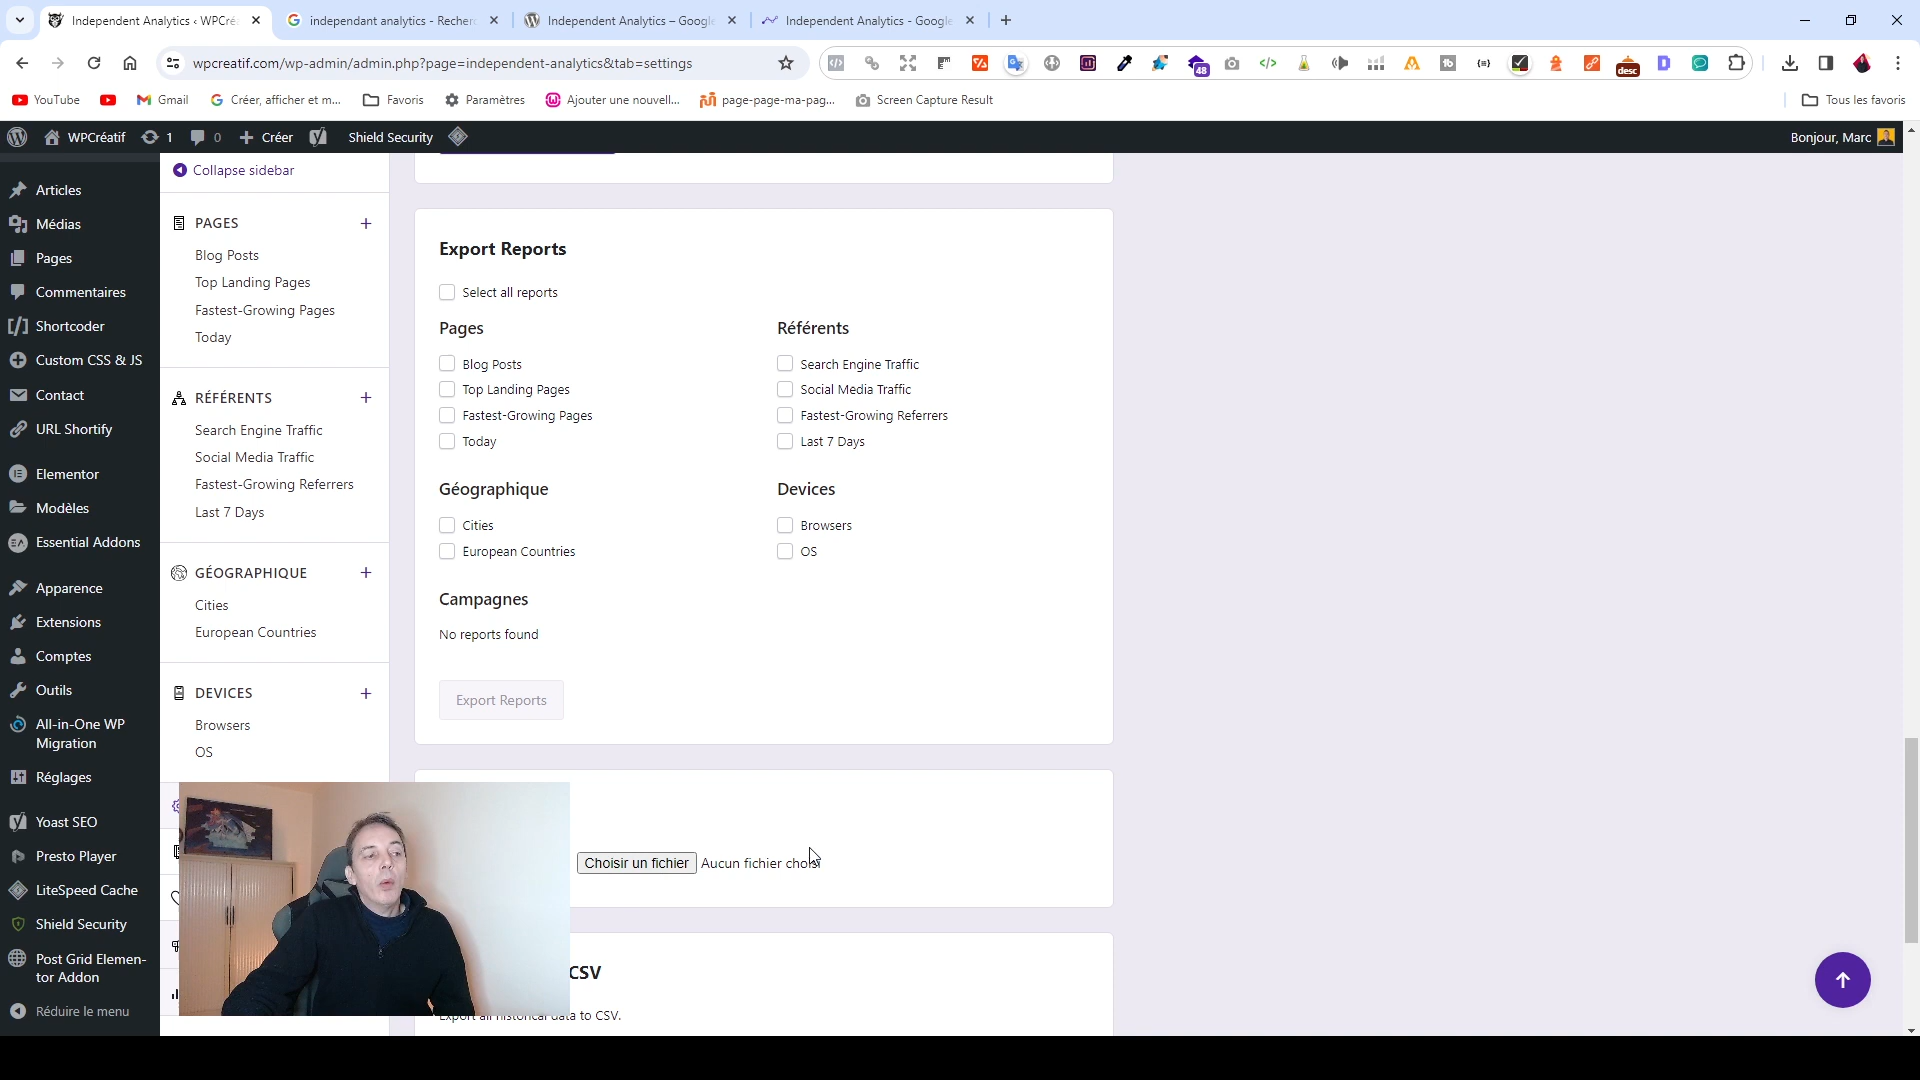 Independent Analytics ‹ WPCré
independant analytics - Recher
Independent Analytics – Google
Independent Analytics - Google
wpcreatif.com/wp-admin/admin.php?page=independent-analytics&tab=settings
48
desc
YouTube
Gmail
Créer, afficher et m...
Favoris
Paramètres
Ajouter une nouvell...
page-page-ma-pag...
Screen Capture Result
Tous les favoris
WPCréatif
1
0
Créer
Shield Security
Bonjour, Marc
Articles
Médias
Pages
Commentaires
Shortcoder
Custom CSS & JS
Contact
URL Shortify
Elementor
Modèles
Essential Addons
Apparence
Extensions
Comptes
Outils
All-in-One WP
Migration
Réglages
Yoast SEO
Presto Player
LiteSpeed Cache
Shield Security
Post Grid Elemen-
tor Addon
Réduire le menu
Collapse sidebar
PAGES
Blog Posts
Top Landing Pages
Fastest-Growing Pages
Today
RÉFÉRENTS
Search Engine Traffic
Social Media Traffic
Fastest-Growing Referrers
Last 7 Days
GÉOGRAPHIQUE
Cities
European Countries
DEVICES
Browsers
OS
Export Reports
Select all reports
Pages
Blog Posts
Top Landing Pages
Fastest-Growing Pages
Today
Référents
Search Engine Traffic
Social Media Traffic
Fastest-Growing Referrers
Last 7 Days
Géographique
Cities
European Countries
Devices
Browsers
OS
Campagnes
No reports found
Export Reports
Choisir un fichier
Aucun fichier choisi
CSV
Export all historical data to CSV.